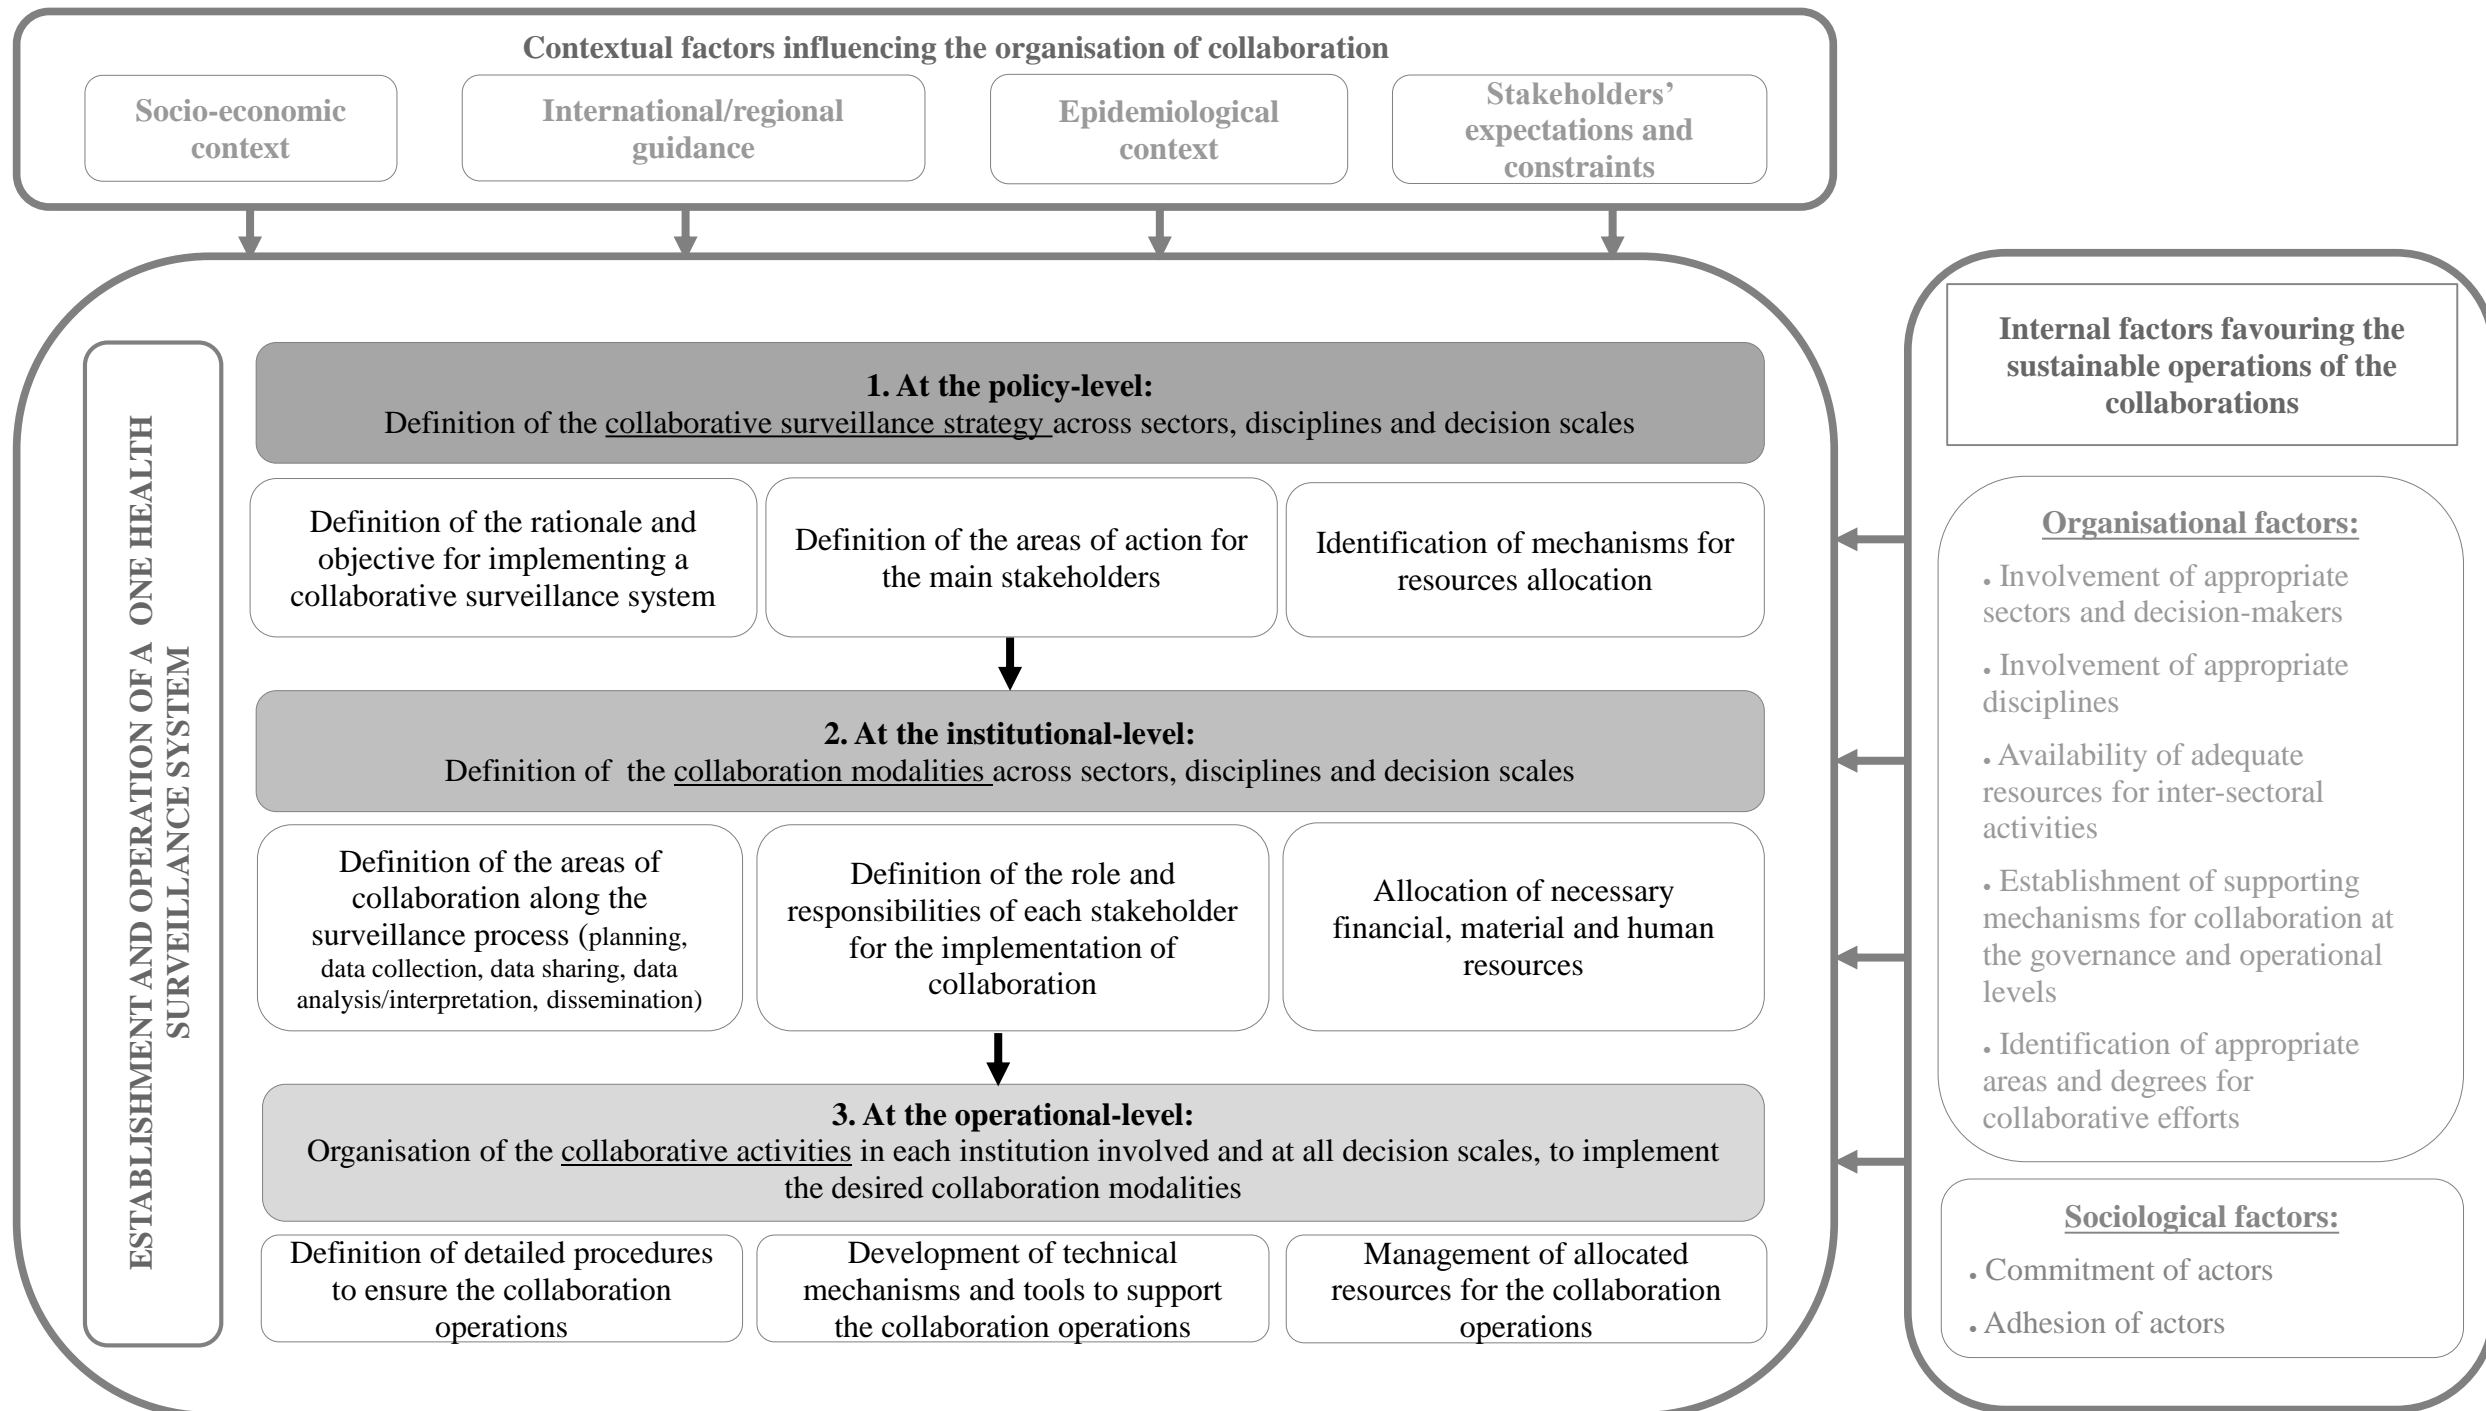 Contextual factors influencing the organisation of collaboration
Socio-economic
context
International/regional
guidance
Epidemiological
context
Stakeholders’
expectations and
constraints
ESTABLISHMENT AND OPERATION OF A ONE HEALTH
SURVEILLANCE SYSTEM
1. At the policy-level:
Definition of the collaborative surveillance strategy across sectors, disciplines and decision scales
Definition of the rationale and
objective for implementing a
collaborative surveillance system
Definition of the areas of action for
the main stakeholders
Identification of mechanisms for
resources allocation
2. At the institutional-level:
Definition of the collaboration modalities across sectors, disciplines and decision scales
Definition of the areas of
collaboration along the
surveillance process (planning,
data collection, data sharing, data
analysis/interpretation, dissemination)
Definition of the role and
responsibilities of each stakeholder
for the implementation of
collaboration
Allocation of necessary
financial, material and human
resources
3. At the operational-level:
Organisation of the collaborative activities in each institution involved and at all decision scales, to implement
the desired collaboration modalities
Definition of detailed procedures
to ensure the collaboration
operations
Development of technical
mechanisms and tools to support
the collaboration operations
Management of allocated
resources for the collaboration
operations
Internal factors favouring the
sustainable operations of the
collaborations
Organisational factors:
• Involvement of appropriate
sectors and decision-makers
• Involvement of appropriate
disciplines
• Availability of adequate
resources for inter-sectoral
activities
• Establishment of supporting
mechanisms for collaboration at
the governance and operational
levels
• Identification of appropriate
areas and degrees for
collaborative efforts
Sociological factors:
• Commitment of actors
• Adhesion of actors